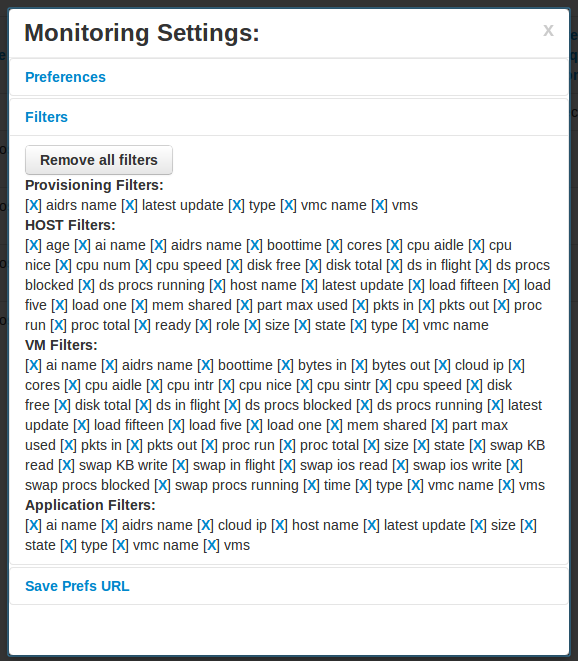 Monitoring Settings:
x
Preferences
Filters
Remove all filters
Provisioning Filters:
[X] aidrs name [X] latest update [X] type [X] vmc name [X] vms
HOST Filters:
[X] age [X] ai name [X] aidrs name [X] boottime [X] cores [X] cpu aidle [X] cpu
nice [X] cpu num [X] cpu speed [X] disk free [X] disk total [X] ds in flight [X] ds procs
blocked [X] ds procs running [X] host name [X] latest update [X] load fifteen [X] load
five [X] load one [X] mem shared [X] part max used [X] pkts in [X] pkts out [X] proc
run [X] proc total [X] ready [X] role [X] size [X] state [X] type [X] vmc name
VM Filters:
[X] ai name [X] aidrs name [X] boottime [X] bytes in [X] bytes out [X] cloud ip [X]
cores [X] cpu aidle [X] cpu intr [X] cpu nice [X] cpu sintr [X] cpu speed [X] disk
free [X] disk total [X] ds in flight [X] ds procs blocked [X] ds procs running [X] latest
update [X] load fifteen [X] load five [X] load one [X] mem shared [X] part max
used [X] pkts in [X] pkts out [X] proc run [X] proc total [X] size [X] state [X] swap KB
read [X] swap KB write [X] swap in flight [X] swap ios read [X] swap ios write [X]
swap procs blocked [X] swap procs running [X] time [X] type [X] vmc name [X] vms
Application Filters:
[X] ai name [X] aidrs name [X] cloud ip [X] host name [X] latest update [X] size [X]
state [X] type [X] vmc name [X] vms
Save Prefs URL